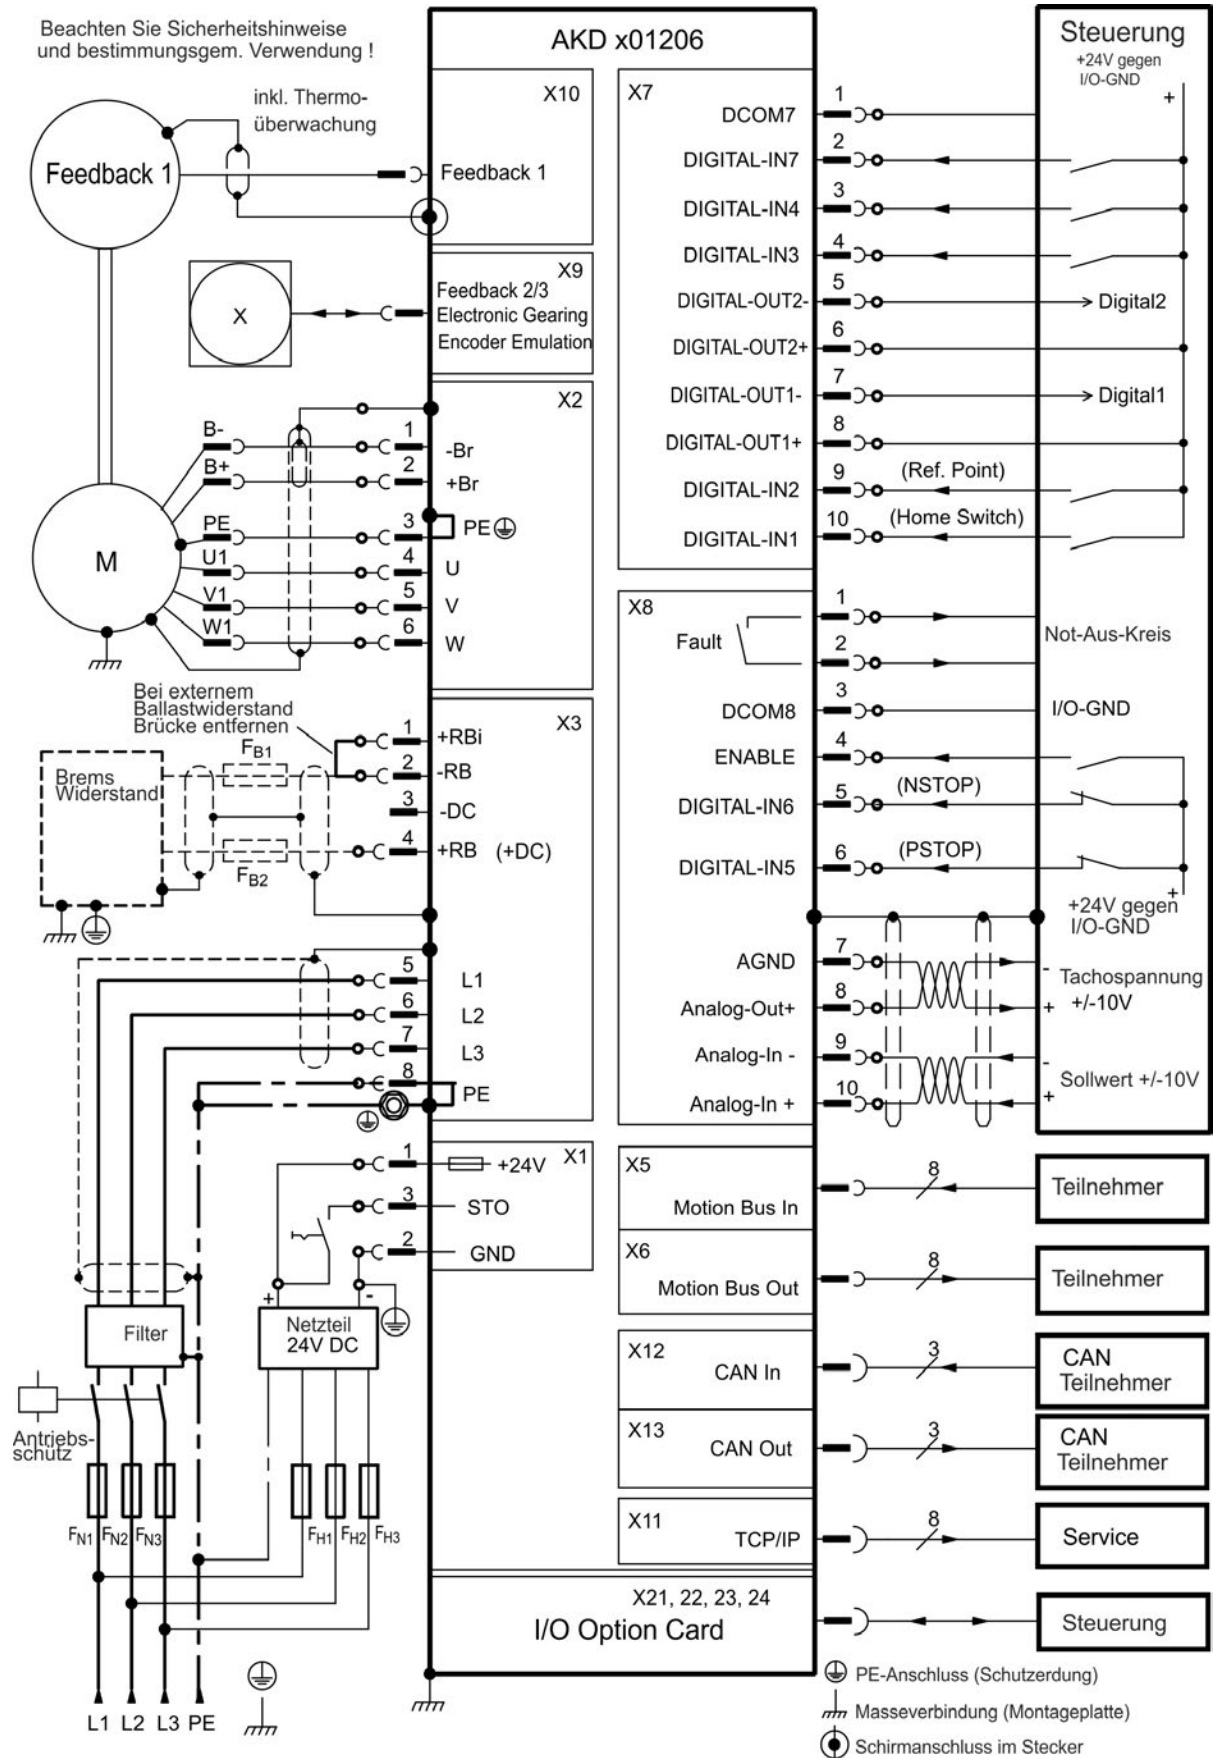 Beachten Sie Sicherheitshinweise
und bestimmungsgem. Verwendung !
AKD x01206
Steuerung
+24V gegen
I/O-GND
+
inkl. Thermo-
überwachung
Feedback 1
X10
Feedback 1
X
X9
Feedback 2/3
Electronic Gearing
Encoder Emulation
X2
B-
1
-Br
B+
2
+Br
PE
3
PE
M
U1
4
U
V1
5
V
W1
6
W
Bei externem
Ballastwiderstand
Brücke entfernen
X3
FB1
1
+RBi
Brems
Widerstand
2
-RB
3
-DC
FB2
4
+RB (+DC)
5
L1
6
L2
7
L3
8
PE
X1
1
+24V
3
STO
2
GND
+
-
Netzteil
24V DC
Filter
Antriebs-
schütz
FN1
FN2
FN3
FH1
FH2
FH3
L1 L2 L3 PE
X7
DCOM7
1
DIGITAL-IN7
2
DIGITAL-IN4
3
DIGITAL-IN3
4
DIGITAL-OUT2-
5
Digital2
DIGITAL-OUT2+
6
DIGITAL-OUT1-
7
Digital1
DIGITAL-OUT1+
8
DIGITAL-IN2
9
(Ref. Point)
DIGITAL-IN1
10
(Home Switch)
X8
Fault
1
2
Not-Aus-Kreis
DCOM8
3
I/O-GND
ENABLE
4
DIGITAL-IN6
5
(NSTOP)
DIGITAL-IN5
6
(PSTOP)
+
+24V gegen
I/O-GND
AGND
7
-
Tachospannung
Analog-Out+
8
+
+/-10V
Analog-In -
9
-
Sollwert +/-10V
Analog-In +
10
+
X5
Motion Bus In
8
Teilnehmer
X6
Motion Bus Out
8
Teilnehmer
X12
CAN In
3
CAN
Teilnehmer
X13
CAN Out
3
CAN
Teilnehmer
X11
TCP/IP
8
Service
X21, 22, 23, 24
I/O Option Card
Steuerung
PE-Anschluss (Schutzerdung)
Masseverbindung (Montageplatte)
Schirmanschluss im Stecker